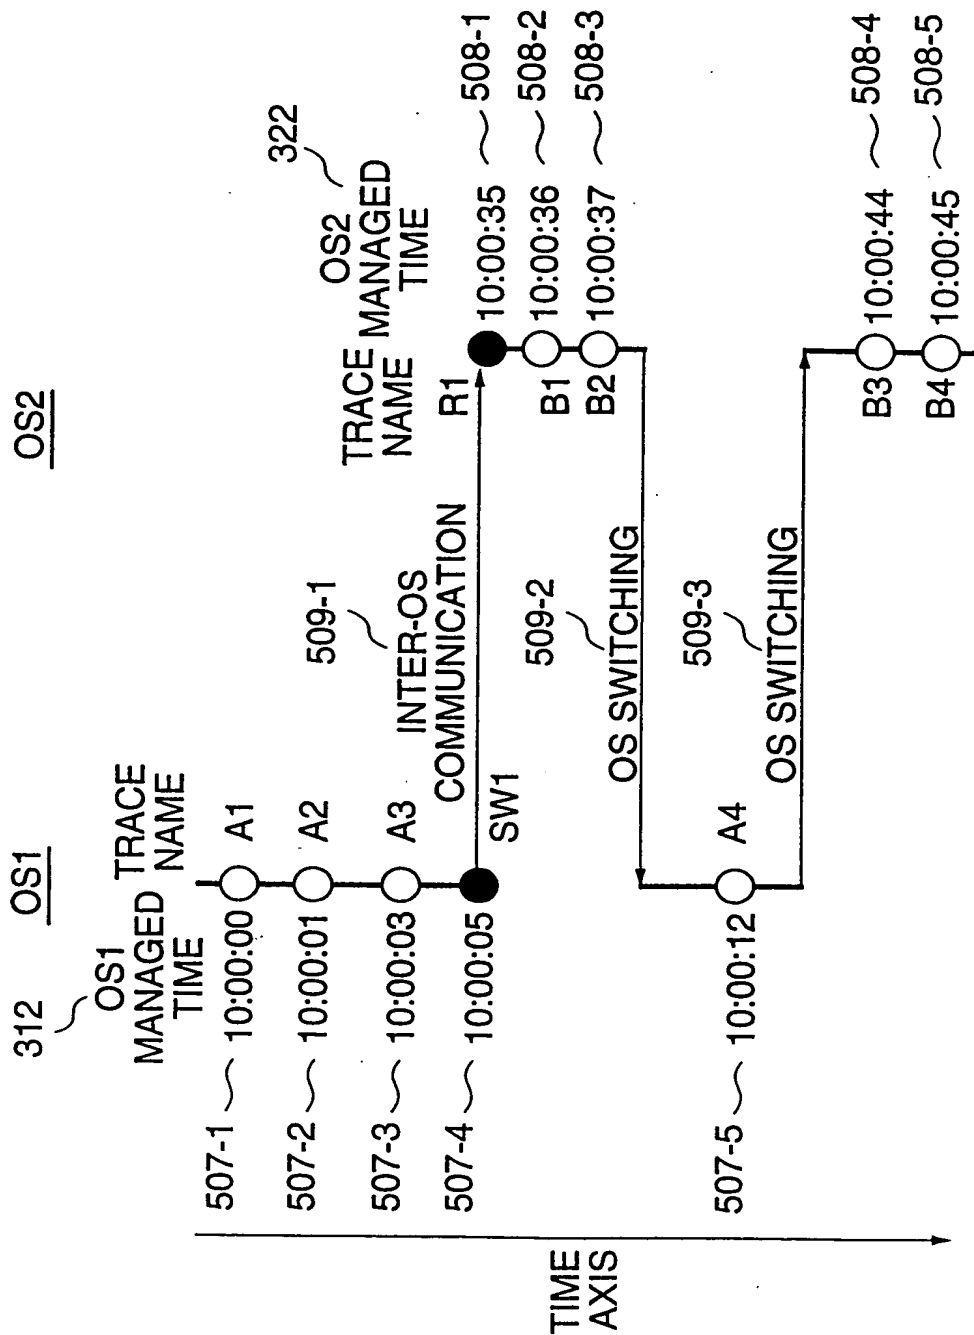 OS1
OS2
312
OS1
MANAGED
TIME
TRACE
NAME
TRACE
NAME
OS2
MANAGED
TIME
322
507-1 10:00:00 A1
507-2 10:00:01 A2
507-3 10:00:03 A3
507-4 10:00:05 SW1
509-1
INTER-OS
COMMUNICATION
R1 10:00:35 508-1
B1 10:00:36 508-2
B2 10:00:37 508-3
509-2
OS SWITCHING
507-5 10:00:12 A4
509-3
OS SWITCHING
B3 10:00:44 508-4
B4 10:00:45 508-5
TIME
AXIS